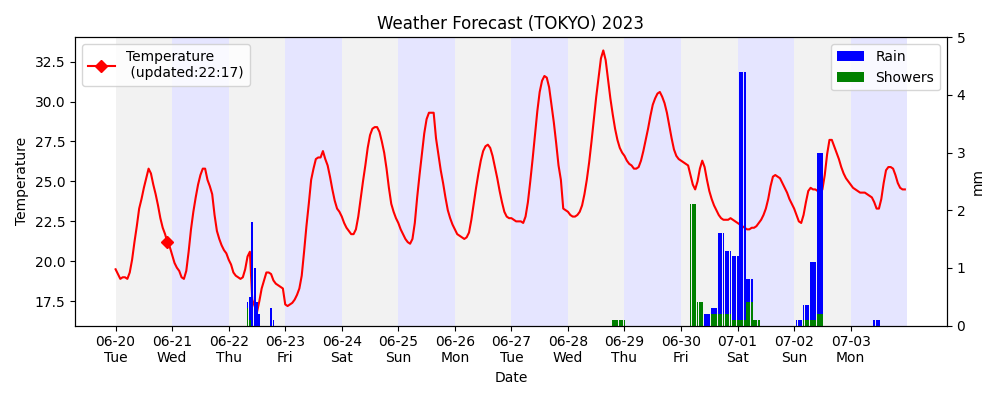 Weather Forecast (TOKYO) 2023
Temperature
(updated:22:17)
Rain
Showers
Temperature
32.5
30.0
27.5
25.0
22.5
20.0
17.5
5
4
3
2
1
0
mm
06-20 06-21 06-22 06-23 06-24 06-25 06-26 06-27 06-28 06-29 06-30 07-01 07-02 07-03
Tue Wed Thu Fri Sat Sun Mon Tue Wed Thu Fri Sat Sun Mon
Date